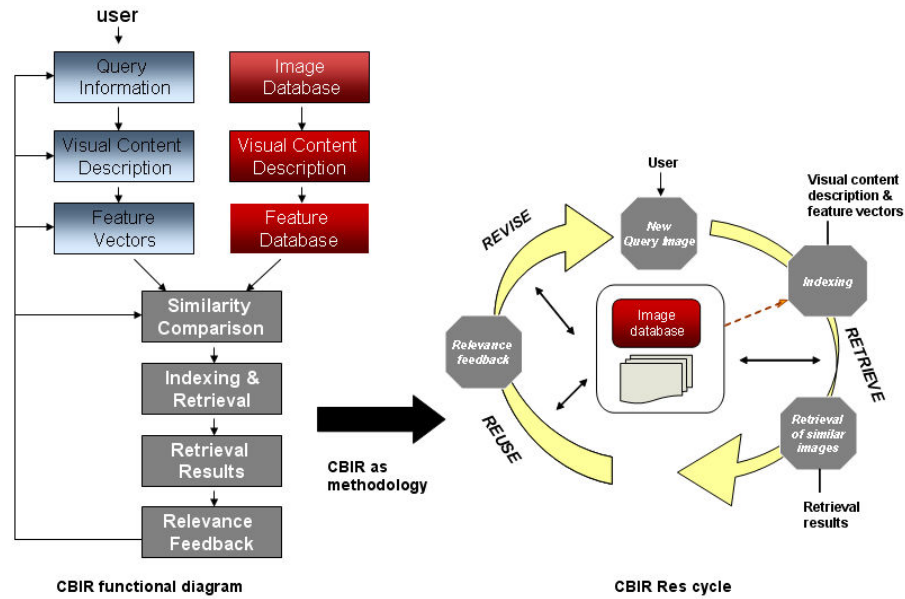 user
Query
Information
Image
Database
Visual Content
Description
Visual Content
Description
Feature
Vectors
Feature
Database
Similarity
Comparison
Indexing &
Retrieval
Retrieval
Results
Relevance
Feedback
CBIR functional diagram
CBIR as
methodology
User
New
Query Image
Visual content
description &
feature vectors
Indexing
REVISE
Image
database
Relevance
feedback
RETRIEVE
REUSE
Retrieval
of similar
images
Retrieval
results
CBIR Res cycle